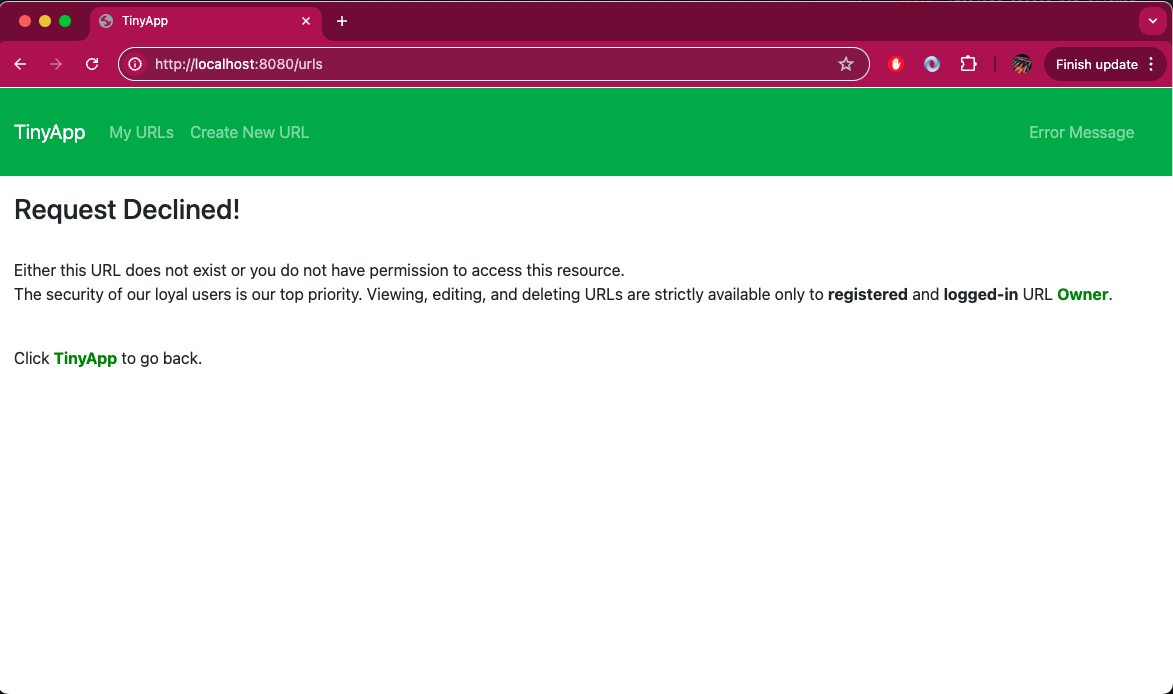 TinyApp
http://localhost:8080/urls
Finish update
TinyApp My URLs Create New URL Error Message
Request Declined!
Either this URL does not exist or you do not have permission to access this resource.
The security of our loyal users is our top priority. Viewing, editing, and deleting URLs are strictly available only to registered and logged-in URL Owner.
Click TinyApp to go back.